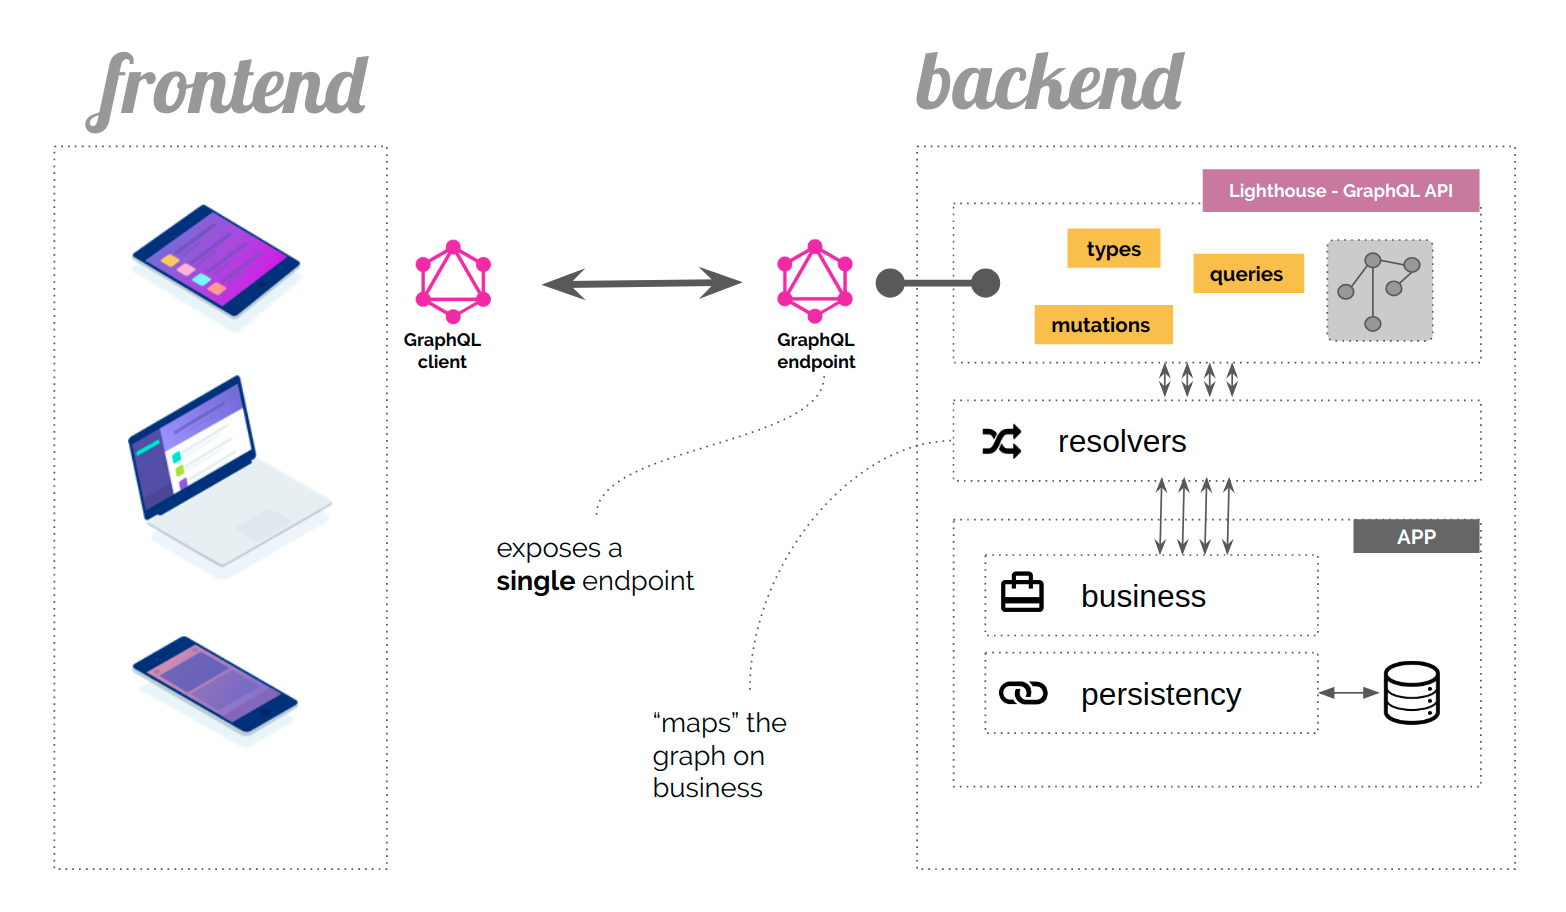 frontend
backend
Lighthouse - GraphQL API
types
queries
mutations
GraphQL
client
GraphQL
endpoint
resolvers
exposes a
single endpoint
APP
business
persistency
“maps” the
graph on
business